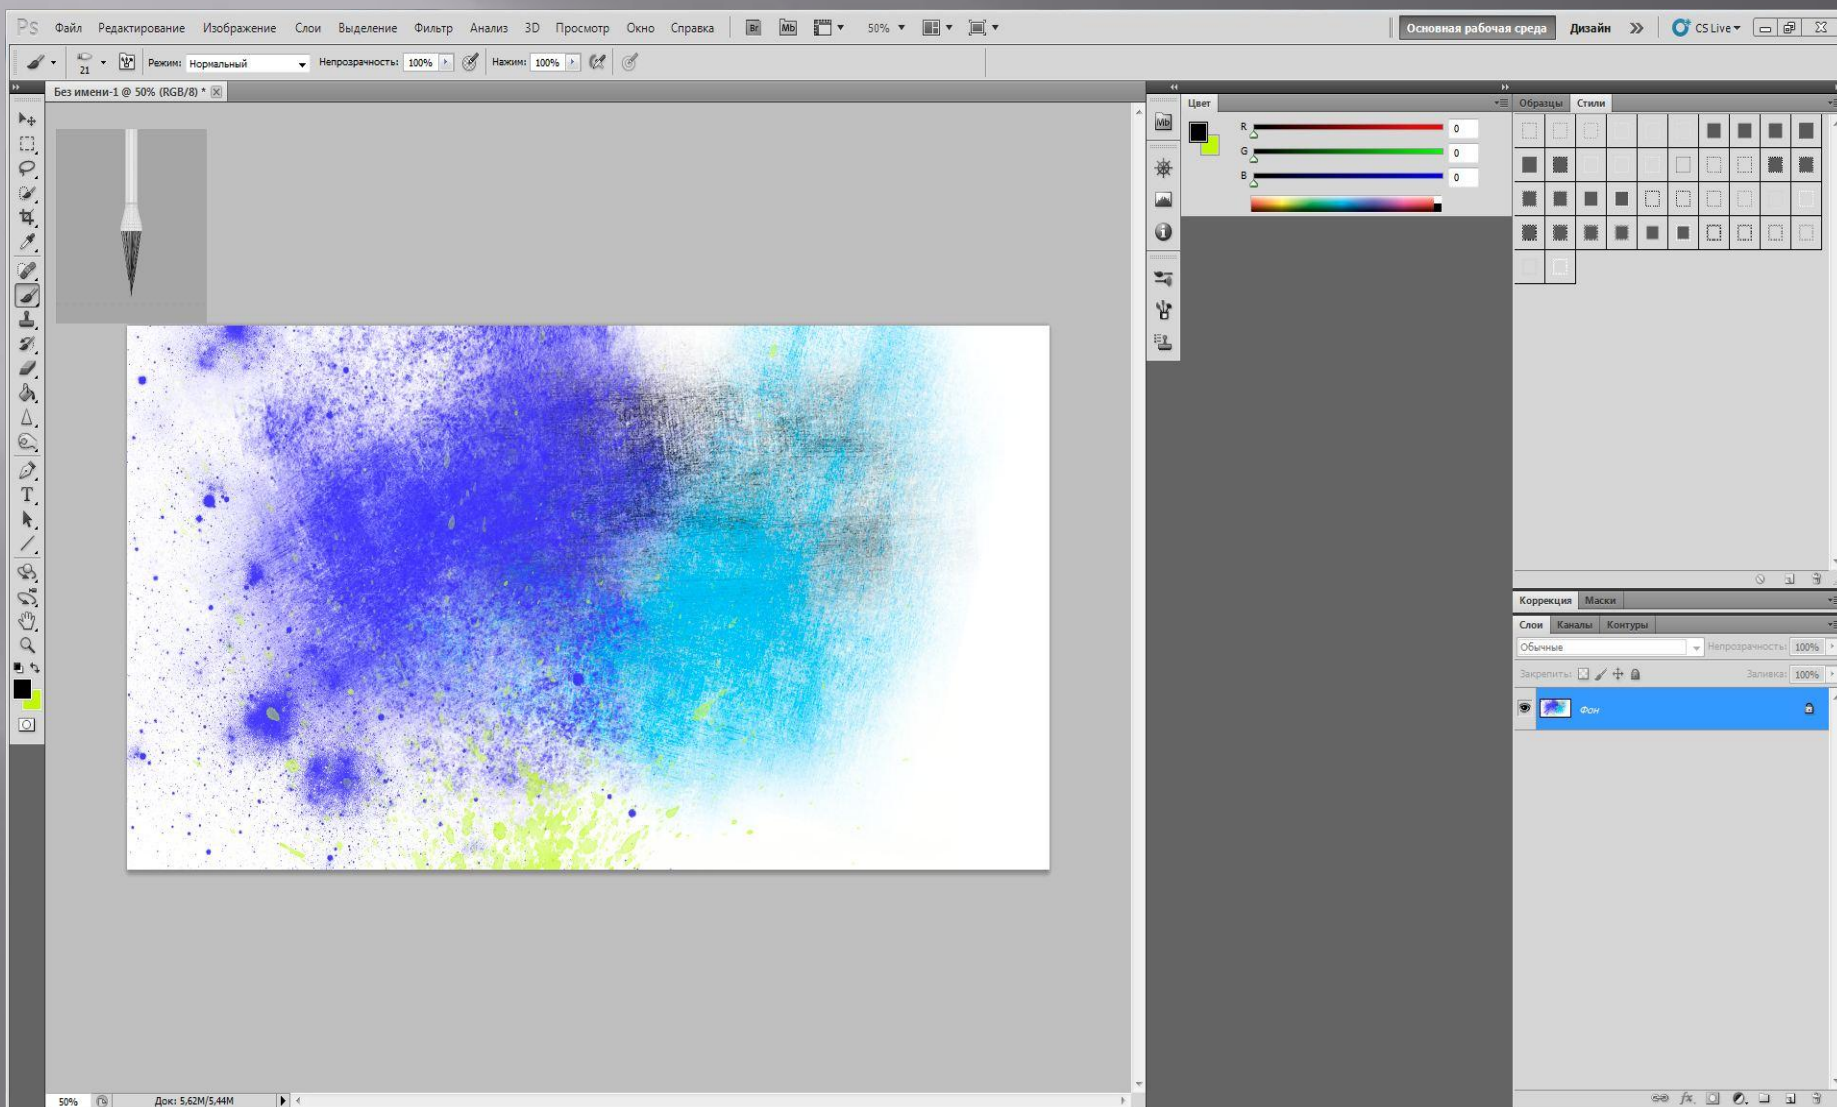 Ps Файл Редактирование Изображение Слои Выделение Фильтр Анализ 3D Просмотр Окно Справка Br Mb 50% Основная рабочая среда Дизайн CS Live
21 Режим: Нормальный Непрозрачность: 100% Нажим: 100%
Без имени-1 @ 50% (RGB/8) *
Mb
Цвет
R 0
G 0
B 0
Образцы Стили
Коррекция Маски
Слои Каналы Контуры
Обычные Непрозрачность: 100%
Закрепить: Заливка: 100%
Фон
50% Док: 5,62M/5,44M